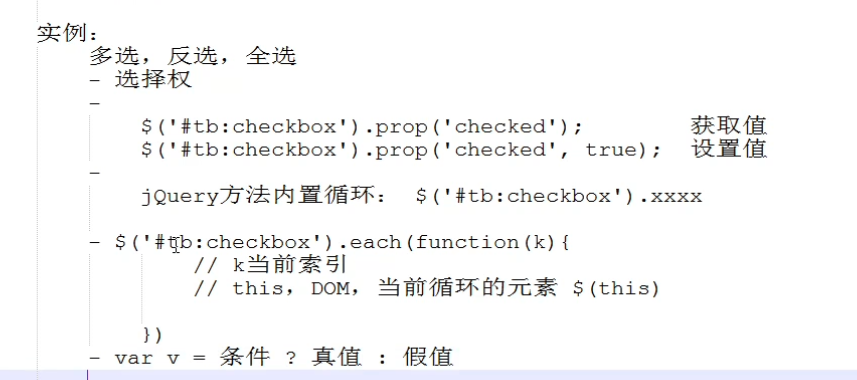 实例：
多选，反选，全选
- 选择权
-
$('#tb:checkbox').prop('checked'); 获取值
$('#tb:checkbox').prop('checked', true); 设置值
-
jQuery方法内置循环： $('#tb:checkbox').xxxx
- $('#tb:checkbox').each(function(k){
// k当前索引
// this，DOM，当前循环的元素 $(this)
})
- var v = 条件 ? 真值 : 假值